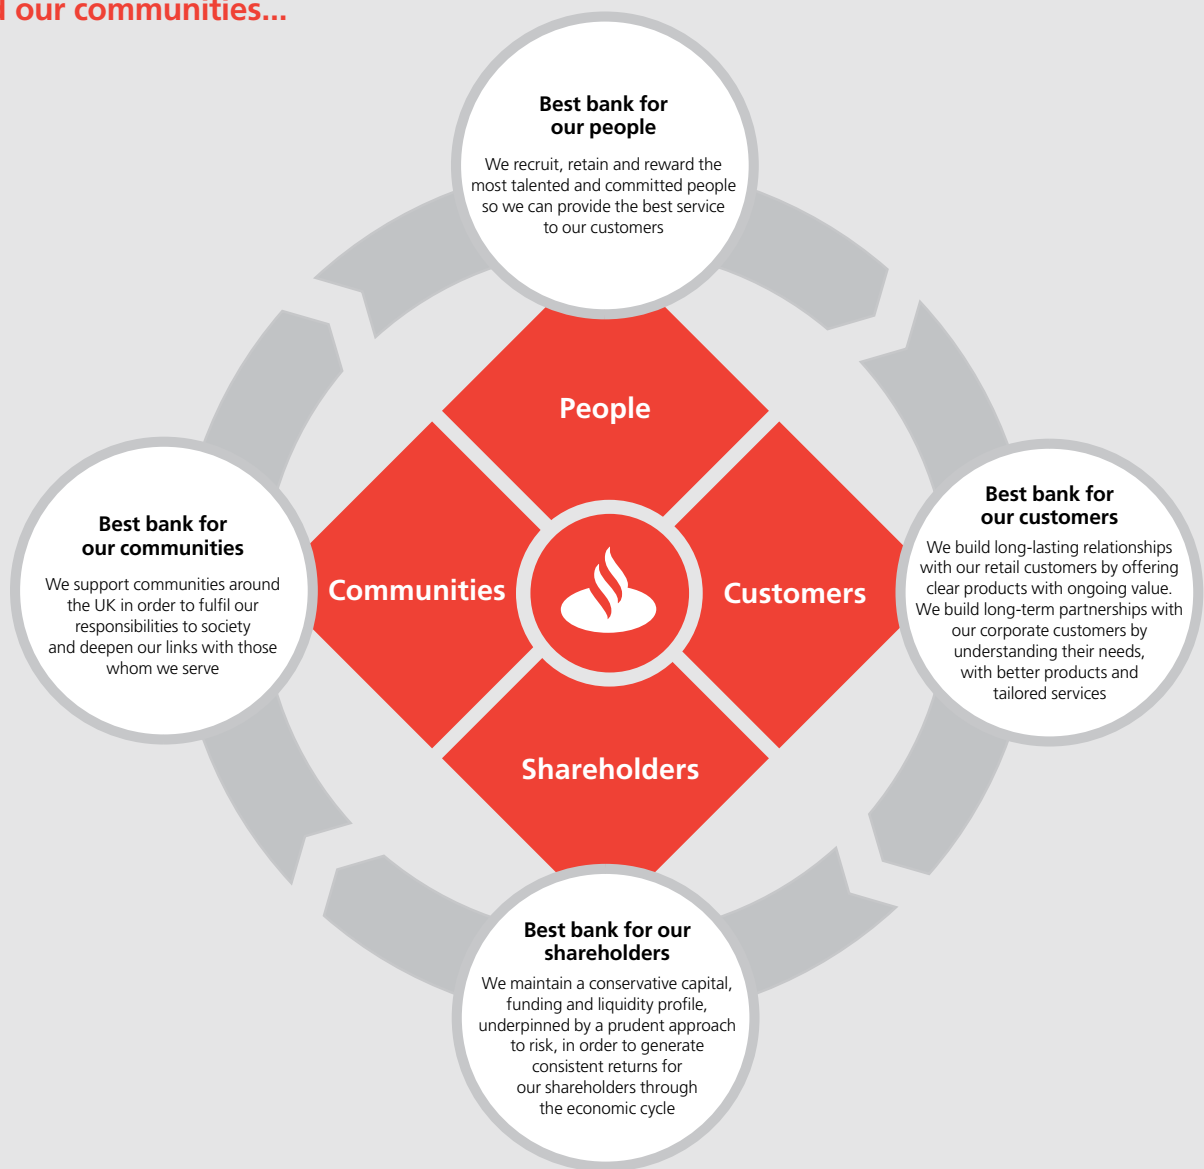 our communities...
Best bank for
our people
We recruit, retain and reward the
most talented and committed people
so we can provide the best service
to our customers
People
Best bank for
our communities
We support communities around
the UK in order to fulfil our
responsibilities to society
and deepen our links with those
whom we serve
Communities
Customers
Best bank for
our customers
We build long-lasting relationships
with our retail customers by offering
clear products with ongoing value.
We build long-term partnerships with
our corporate customers by
understanding their needs,
with better products and
tailored services
Shareholders
Best bank for our
shareholders
We maintain a conservative capital,
funding and liquidity profile,
underpinned by a prudent approach
to risk, in order to generate
consistent returns for
our shareholders through
the economic cycle